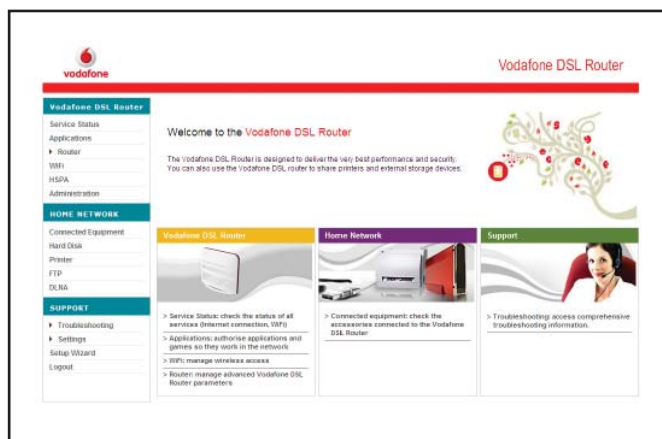 vodafone
Vodafone DSL Router
Vodafone DSL Router
Service Status
Applications
Router
WiFi
HSPA
Administration
HOME NETWORK
Connected Equipment
Hard Disk
Printer
FTP
DLNA
SUPPORT
Troubleshooting
Settings
Setup Wizard
Logout
Welcome to the Vodafone DSL Router
The Vodafone DSL Router is designed to deliver the very best performance and security.
You can also use the Vodafone DSL router to share printers and external storage devices.
Vodafone DSL Router
> Service Status: check the status of all
services (Internet connection, WiFi)
> Applications: authorise applications and
games so they work in the network
> WiFi: manage wireless access
> Router: manage advanced Vodafone DSL
Router parameters
Home Network
> Connected equipment: check the
accessories connected to the Vodafone
DSL Router
Support
> Troubleshooting: access comprehensive
troubleshooting information.